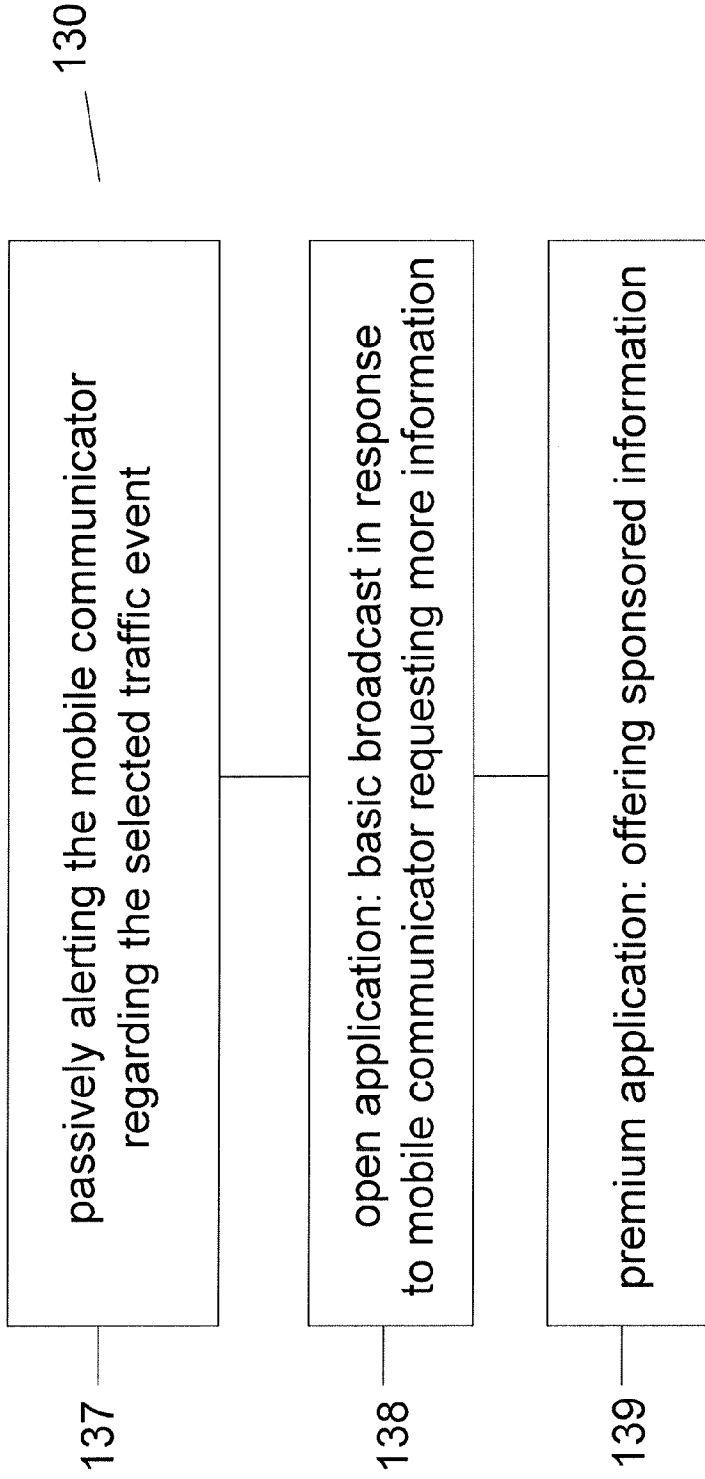 130
137
passively alerting the mobile communicator
regarding the selected traffic event
138
open application: basic broadcast in response
to mobile communicator requesting more information
139
premium application: offering sponsored information